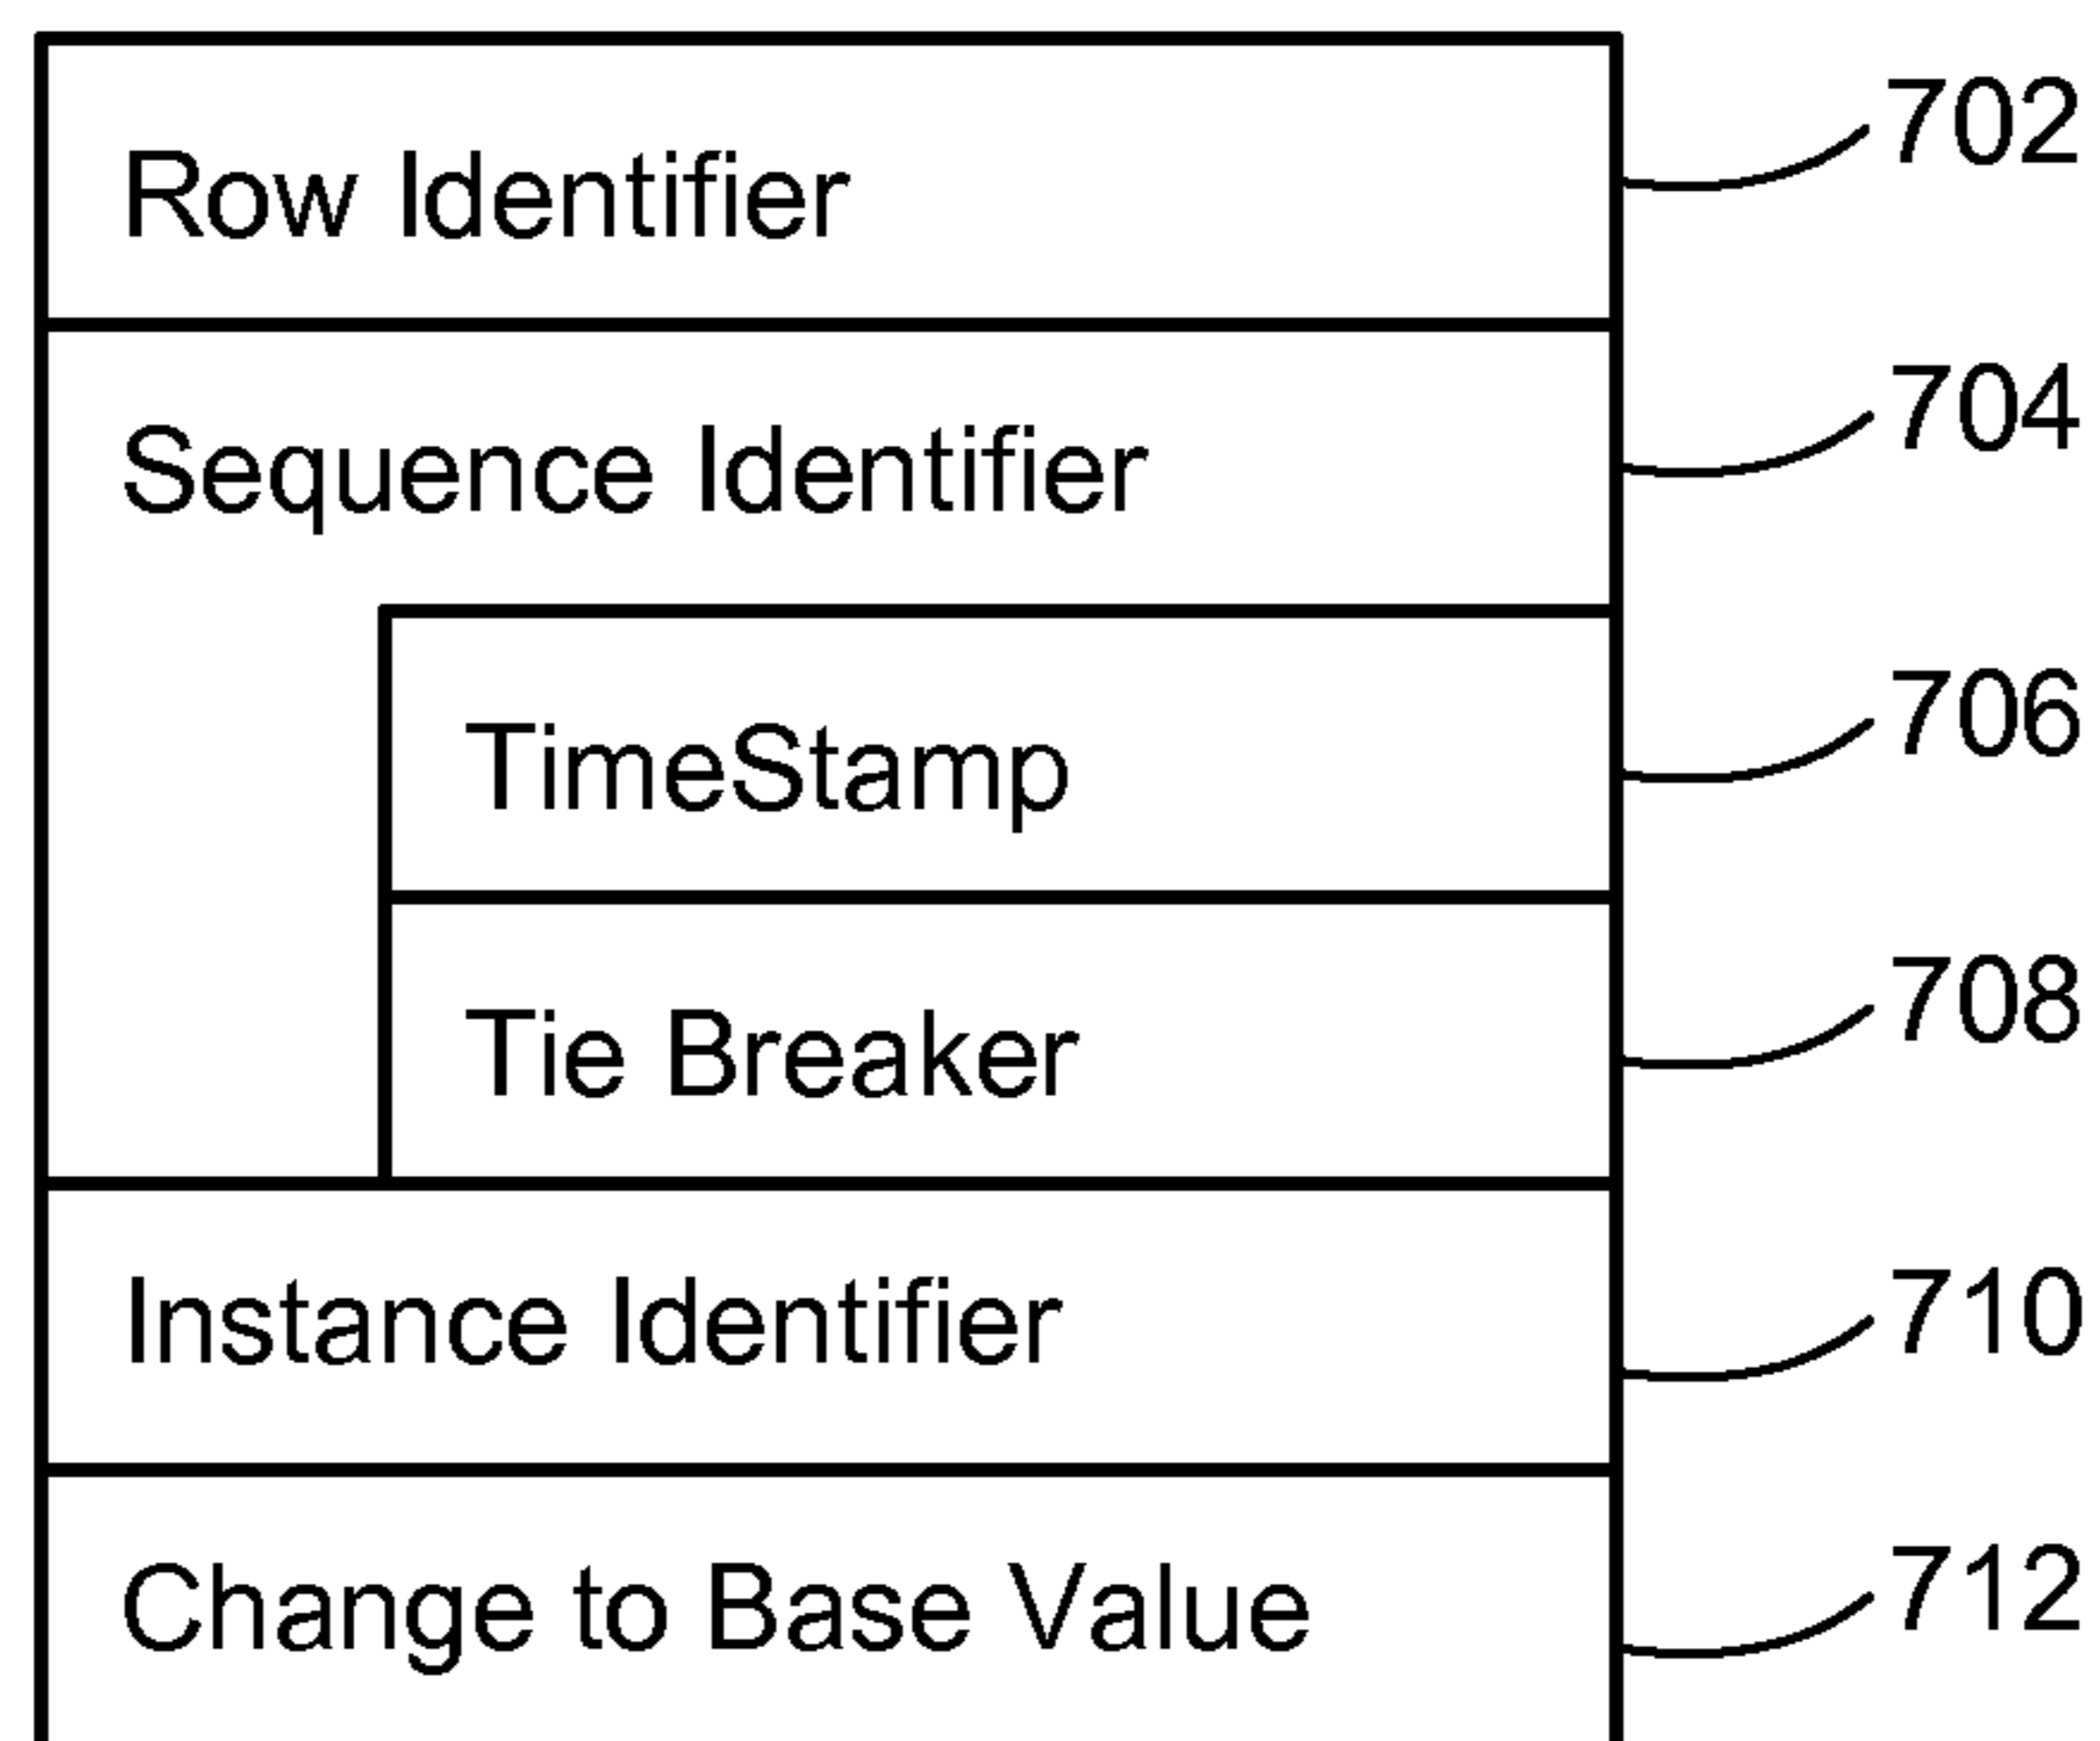 Row Identifier 702
Sequence Identifier 704
TimeStamp 706
Tie Breaker 708
Instance Identifier 710
Change to Base Value 712